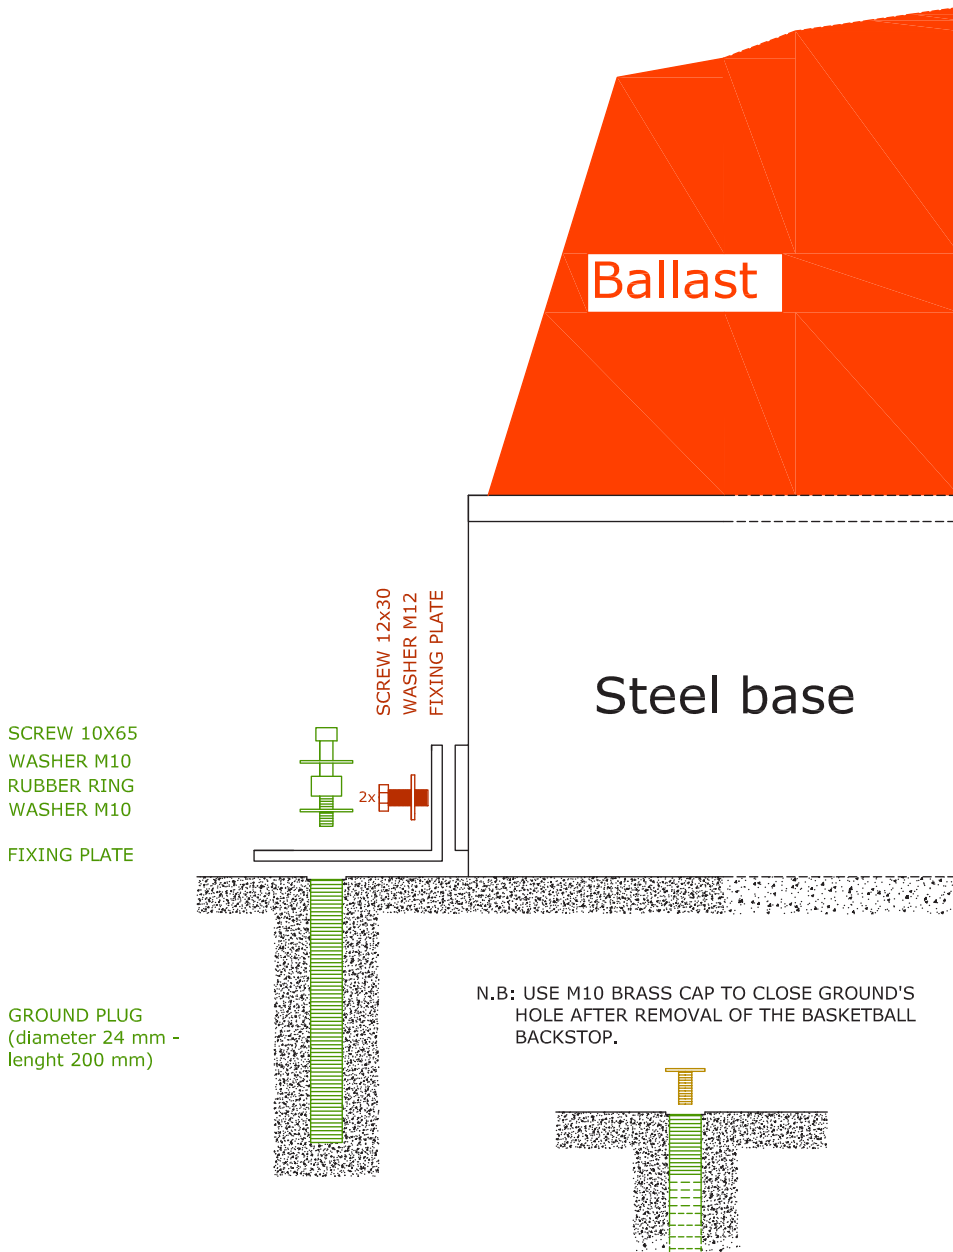 Ballast
SCREW 12x30
WASHER M12
FIXING PLATE
Steel base
SCREW 10X65
WASHER M10
RUBBER RING
WASHER M10
2x
FIXING PLATE
N.B: USE M10 BRASS CAP TO CLOSE GROUND'S
HOLE AFTER REMOVAL OF THE BASKETBALL
BACKSTOP.
GROUND PLUG
(diameter 24 mm -
lenght 200 mm)